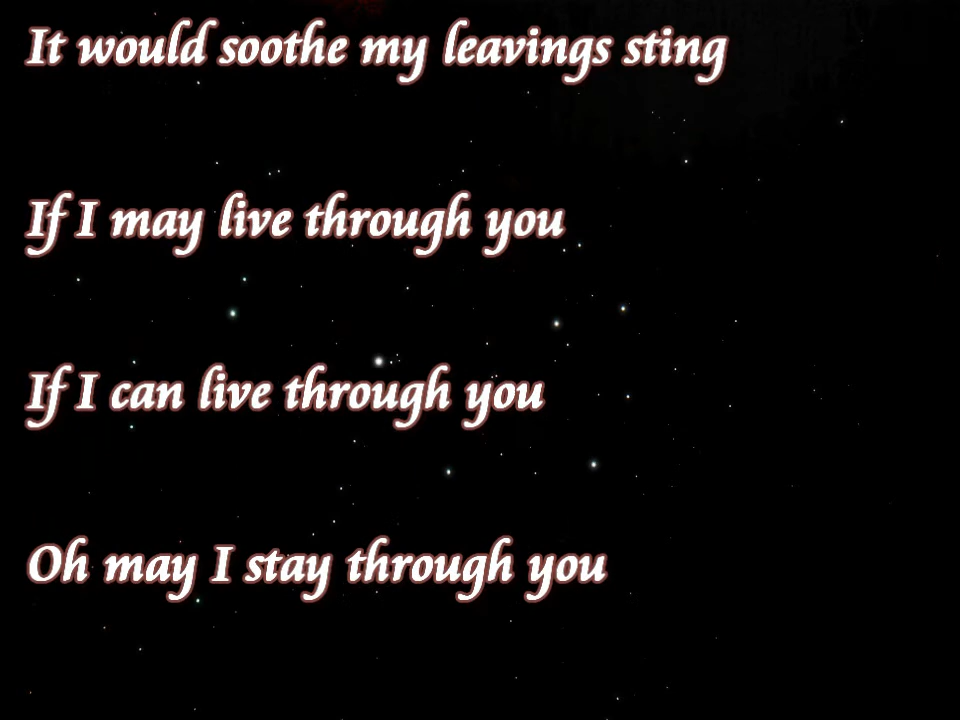 It would soothe my leavings sting
If I may live through you
If I can live through you
Oh may I stay through you